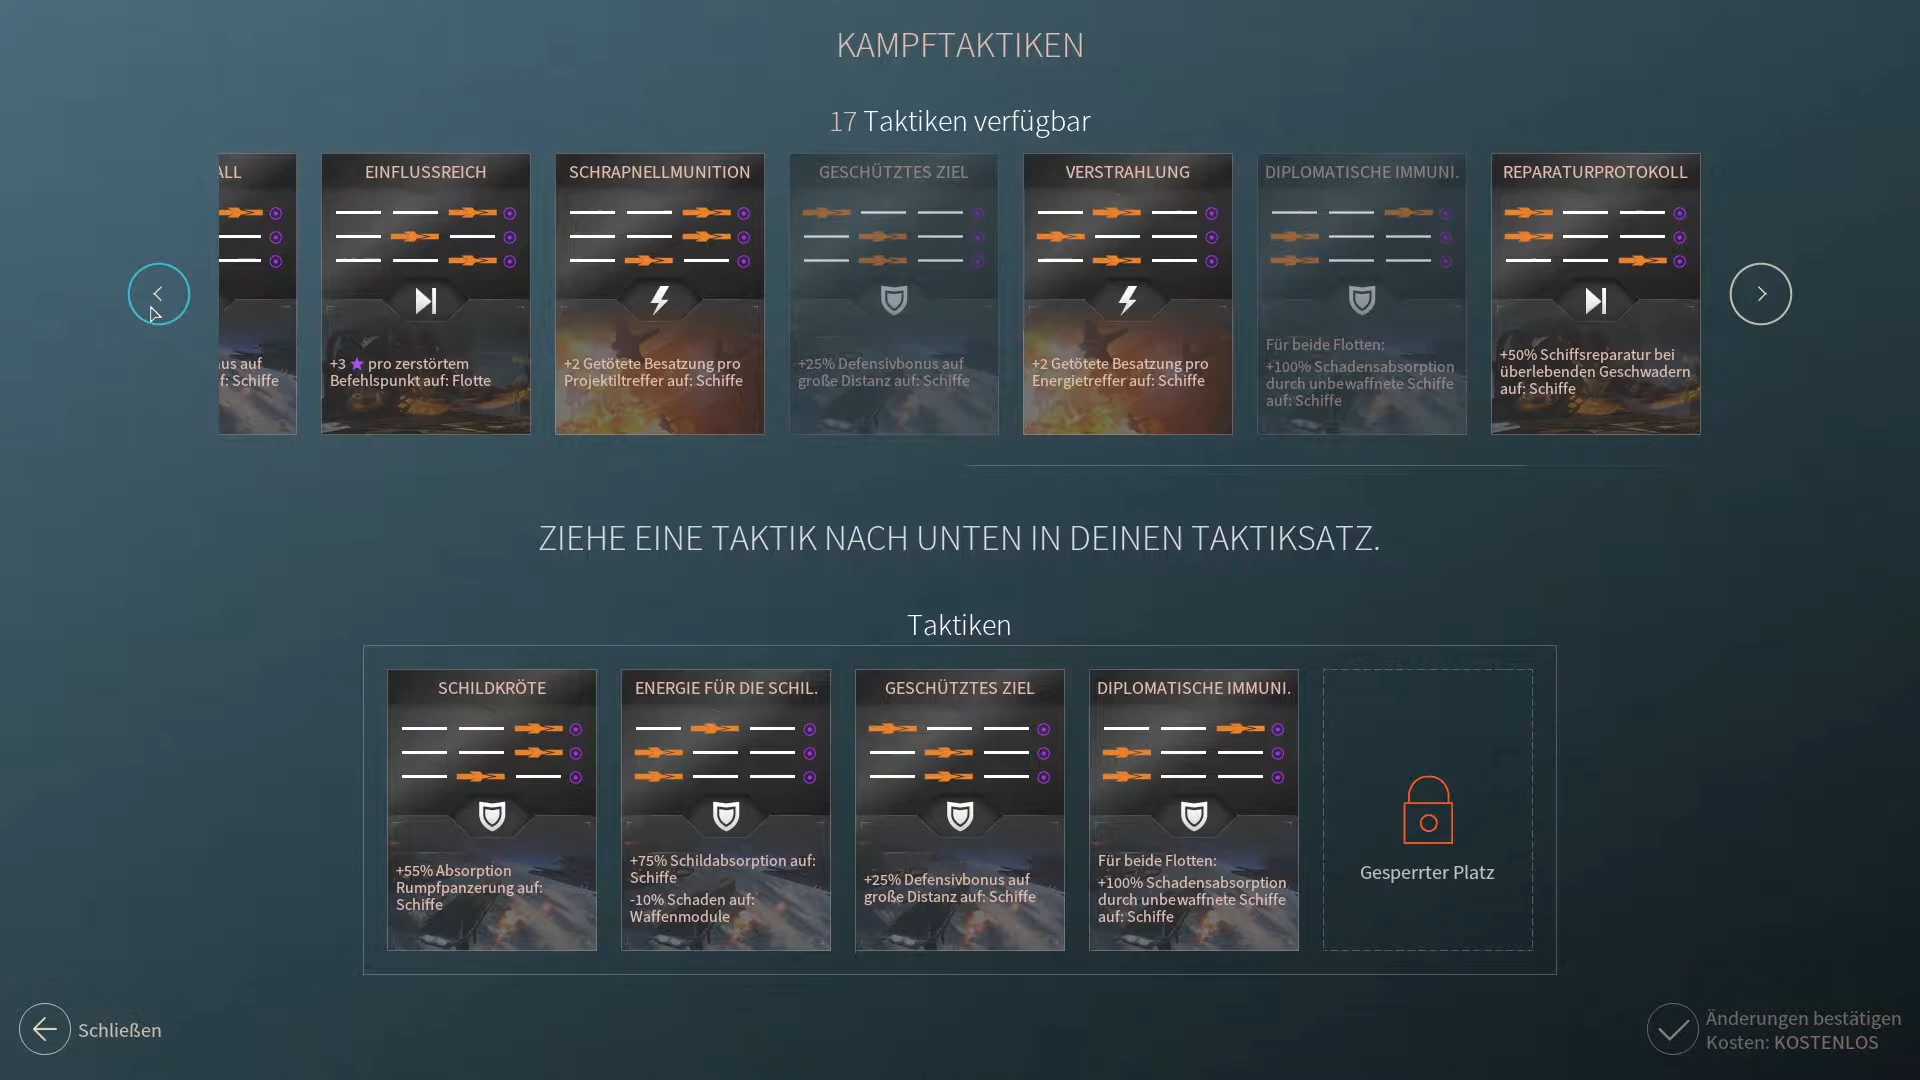 KAMPFTAKTIKEN
17 Taktiken verfügbar
ALL
us auf
f: Schiffe
EINFLUSSREICH
+3 ★ pro zerstörtem
Befehlspunkt auf: Flotte
SCHRAPNELLMUNITION
+2 Getötete Besatzung pro
Projektiltreffer auf: Schiffe
GESCHÜTZTES ZIEL
+25% Defensivbonus auf
große Distanz auf: Schiffe
VERSTRAHLUNG
+2 Getötete Besatzung pro
Energietreffer auf: Schiffe
DIPLOMATISCHE IMMUNI.
Für beide Flotten:
+100% Schadensabsorption
durch unbewaffnete Schiffe
auf: Schiffe
REPARATURPROTOKOLL
+50% Schiffsreparatur bei
überlebenden Geschwadern
auf: Schiffe
ZIEHE EINE TAKTIK NACH UNTEN IN DEINEN TAKTIKSATZ.
Taktiken
SCHILDKRÖTE
+55% Absorption
Rumpfpanzerung auf:
Schiffe
ENERGIE FÜR DIE SCHIL.
+75% Schildabsorption auf:
Schiffe
-10% Schaden auf:
Waffenmodule
GESCHÜTZTES ZIEL
+25% Defensivbonus auf
große Distanz auf: Schiffe
DIPLOMATISCHE IMMUNI.
Für beide Flotten:
+100% Schadensabsorption
durch unbewaffnete Schiffe
auf: Schiffe
Gesperrter Platz
Schließen
Änderungen bestätigen
Kosten: KOSTENLOS